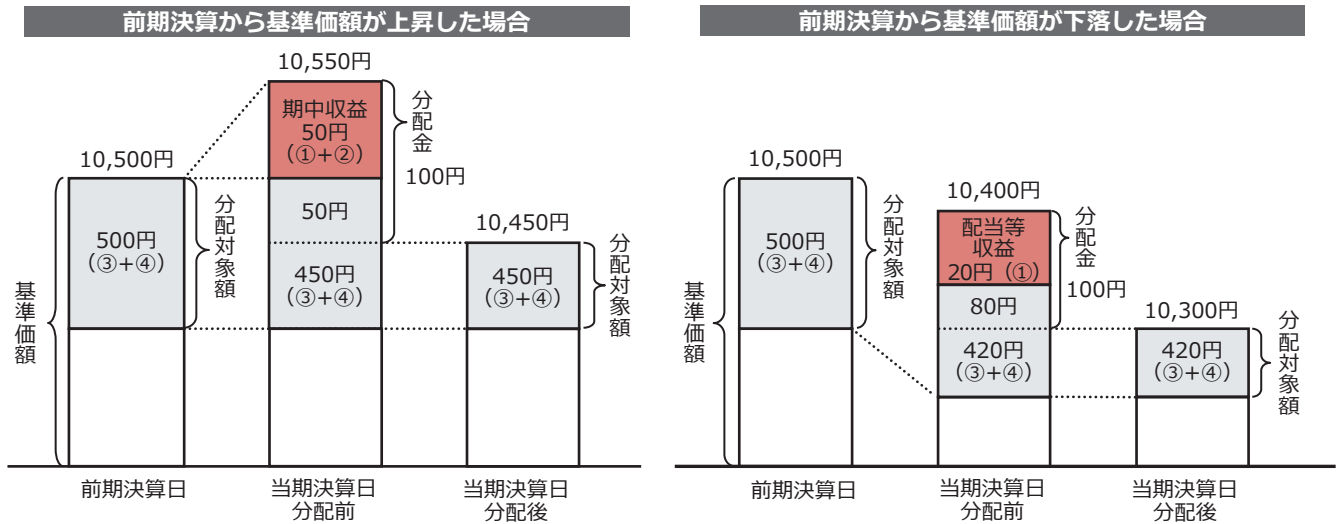 前期決算から基準価額が上昇した場合
10,550円
期中収益
50円
(①+②)
分配金
10,500円
100円
50円
10,450円
500円
(③+④)
分配対象額
450円
(③+④)
450円
(③+④)
分配対象額
基準価額
前期決算日
当期決算日
分配前
当期決算日
分配後
前期決算から基準価額が下落した場合
10,500円
10,400円
配当等
収益
20円(①)
分配金
500円
(③+④)
分配対象額
100円
80円
10,300円
420円
(③+④)
420円
(③+④)
分配対象額
基準価額
前期決算日
当期決算日
分配前
当期決算日
分配後